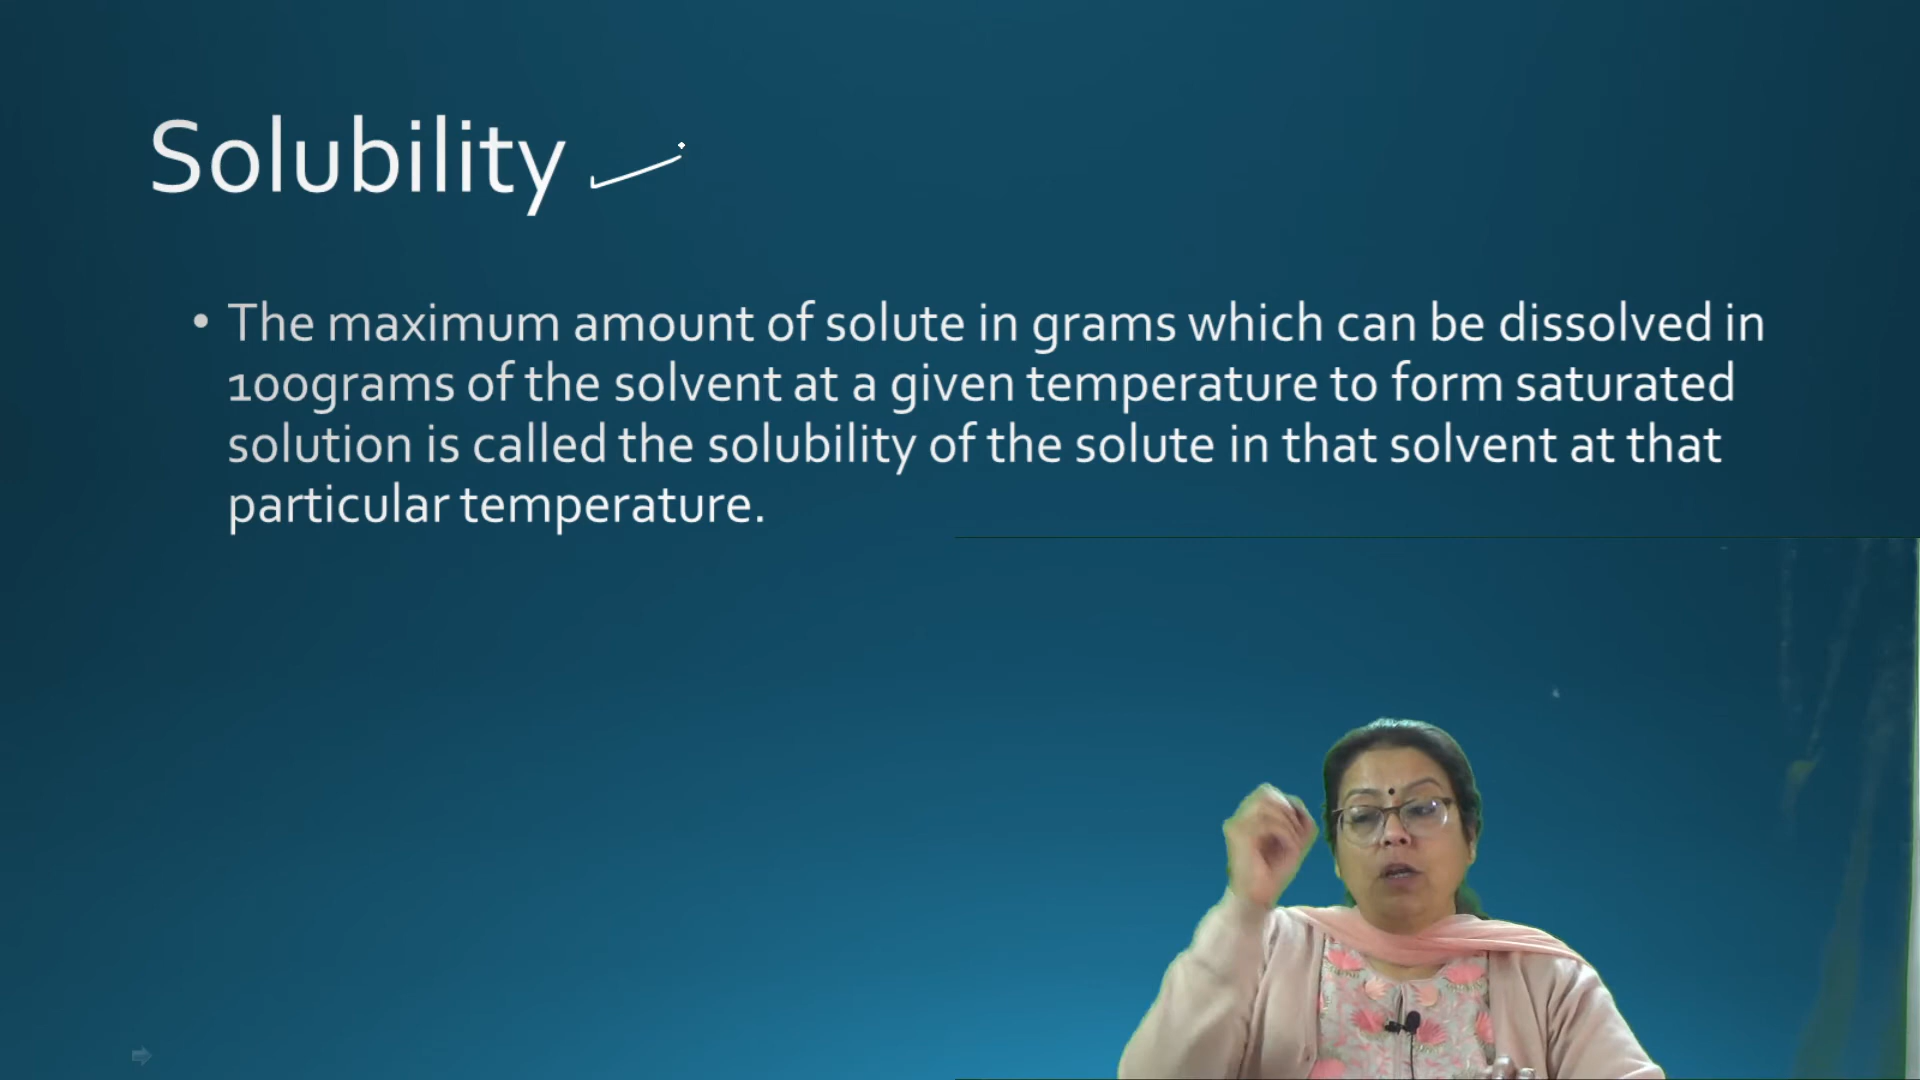 Solubility
• The maximum amount of solute in grams which can be dissolved in
100grams of the solvent at a given temperature to form saturated
solution is called the solubility of the solute in that solvent at that
particular temperature.